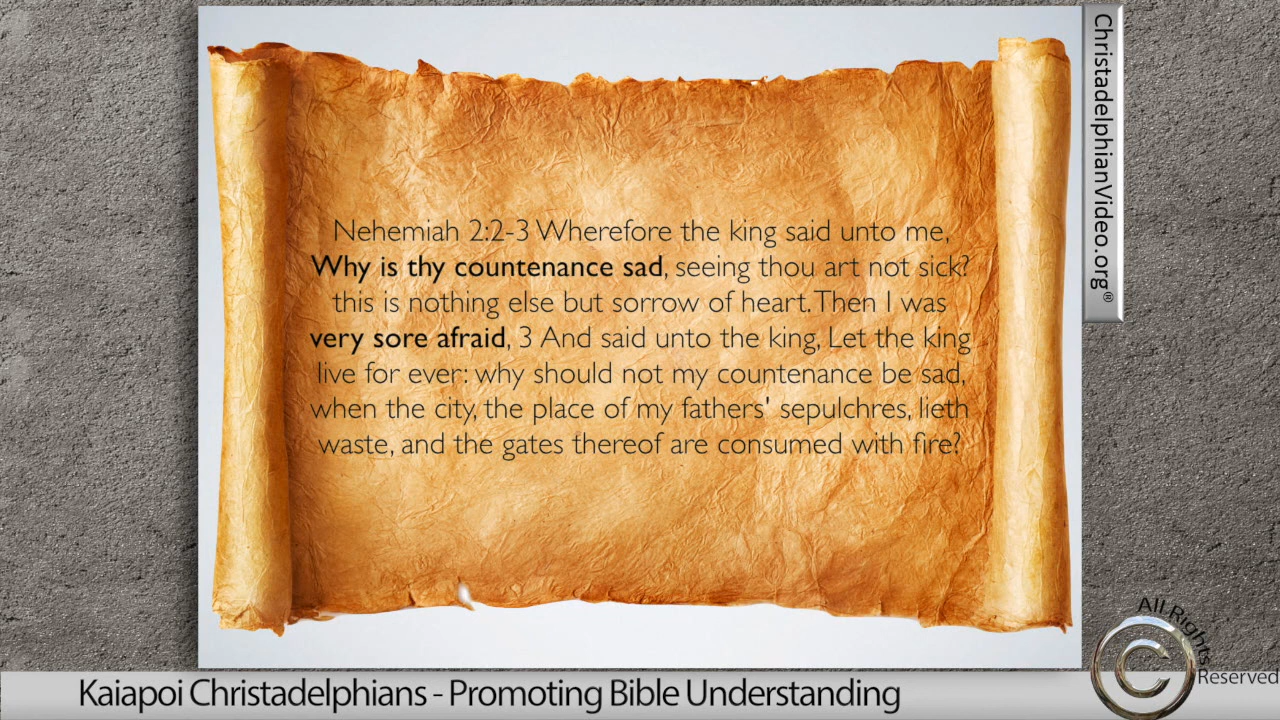 Nehemiah 2:2-3 Wherefore the king said unto me,
Why is thy countenance sad, seeing thou art not sick?
this is nothing else but sorrow of heart. Then I was
very sore afraid, 3 And said unto the king, Let the king
live for ever: why should not my countenance be sad,
when the city, the place of my fathers' sepulchres, lieth
waste, and the gates thereof are consumed with fire?
ChristadelphianVideo.org®
All Rights
Reserved
C
Kaiapoi Christadelphians - Promoting Bible Understanding